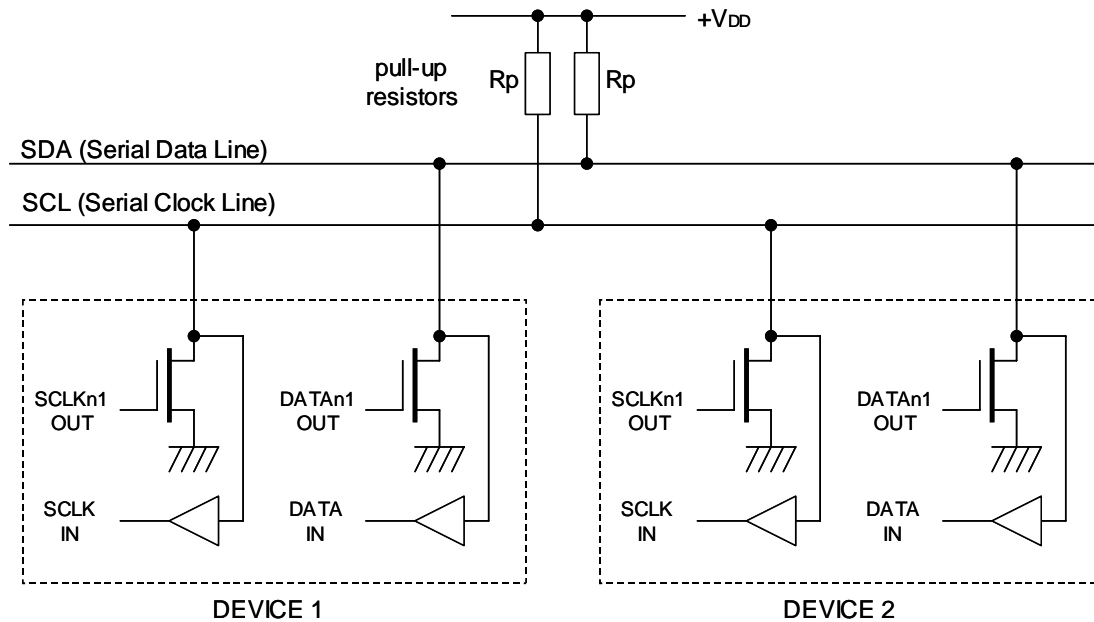 +VDD
pull-up
resistors
Rp
Rp
SDA (Serial Data Line)
SCL (Serial Clock Line)
SCLKn1
OUT
DATAn1
OUT
SCLKn1
OUT
DATAn1
OUT
SCLK
IN
DATA
IN
SCLK
IN
DATA
IN
DEVICE 1
DEVICE 2